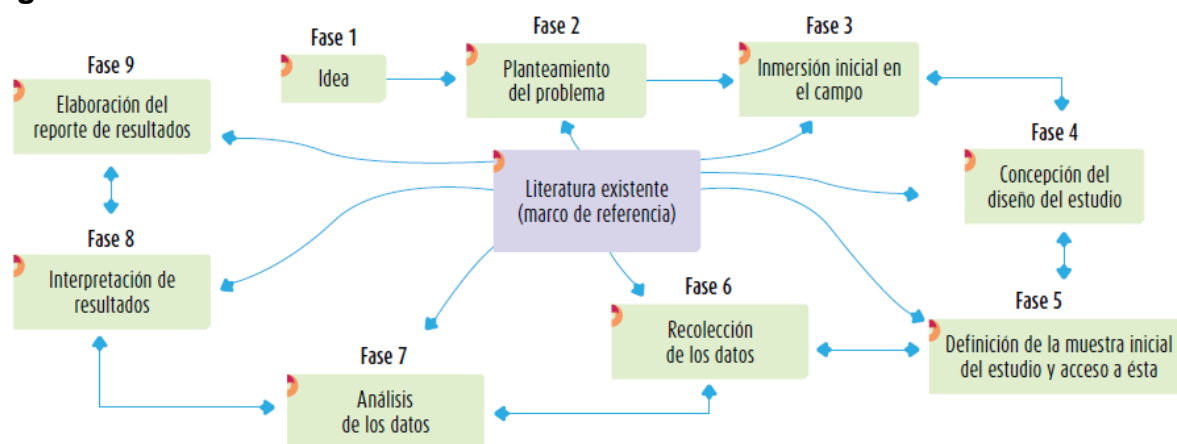 Fase 1
Idea
Fase 2
Planteamiento
del problema
Fase 3
Inmersión inicial en
el campo
Fase 4
Concepción del
diseño del estudio
Fase 5
Definición de la muestra inicial
del estudio y acceso a ésta
Fase 6
Recolección
de los datos
Fase 7
Análisis
de los datos
Fase 8
Interpretación de
resultados
Fase 9
Elaboración del
reporte de resultados
Literatura existente
(marco de referencia)